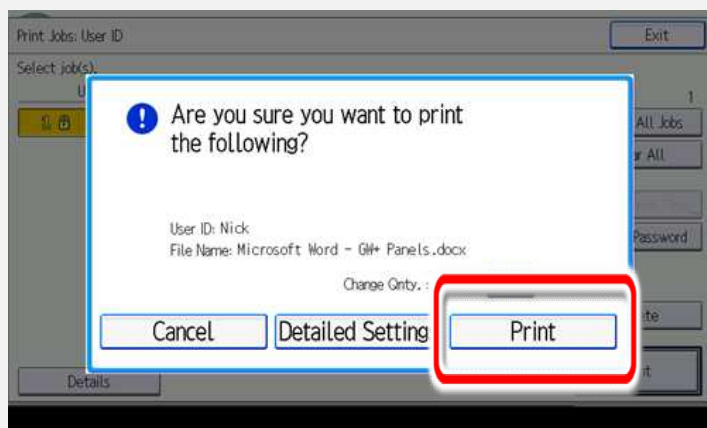 Print Jobs: User ID
Exit
Select job(s).
1
All Jobs
All
Password
Are you sure you want to print
the following?
User ID: Nick
File Name: Microsoft Word - GW+ Panels.docx
Change Qnty. :
Cancel
Detailed Setting
Print
Details